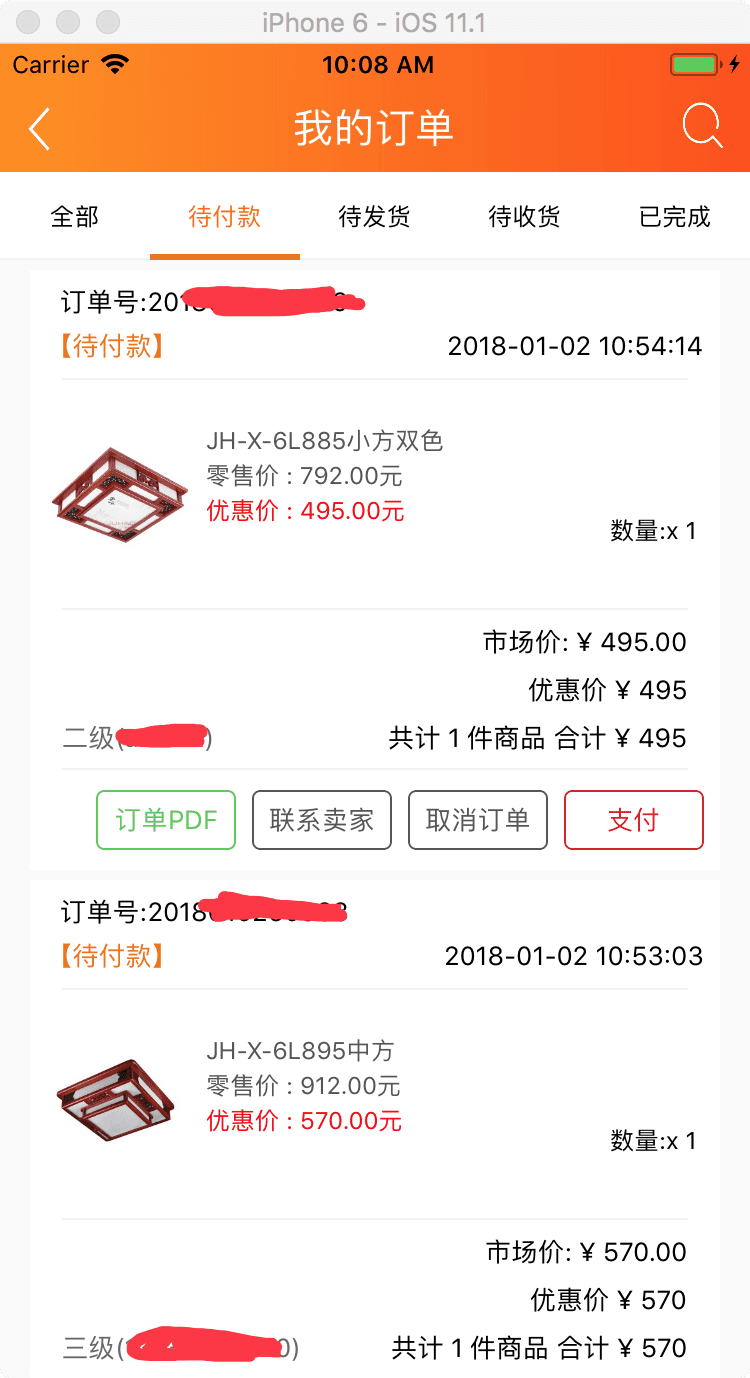 iPhone 6 - iOS 11.1
Carrier 10:08 AM
我的订单
全部 待付款 待发货 待收货 已完成
订单号:201
【待付款】 2018-01-02 10:54:14
JH-X-6L885小方双色
零售价 : 792.00元
优惠价 : 495.00元
数量:x 1
市场价: ¥ 495.00
优惠价 ¥ 495
二级( ) 共计 1 件商品 合计 ¥ 495
订单PDF 联系卖家 取消订单 支付
订单号:2018
【待付款】 2018-01-02 10:53:03
JH-X-6L895中方
零售价 : 912.00元
优惠价 : 570.00元
数量:x 1
市场价: ¥ 570.00
优惠价 ¥ 570
三级( 0) 共计 1 件商品 合计 ¥ 570